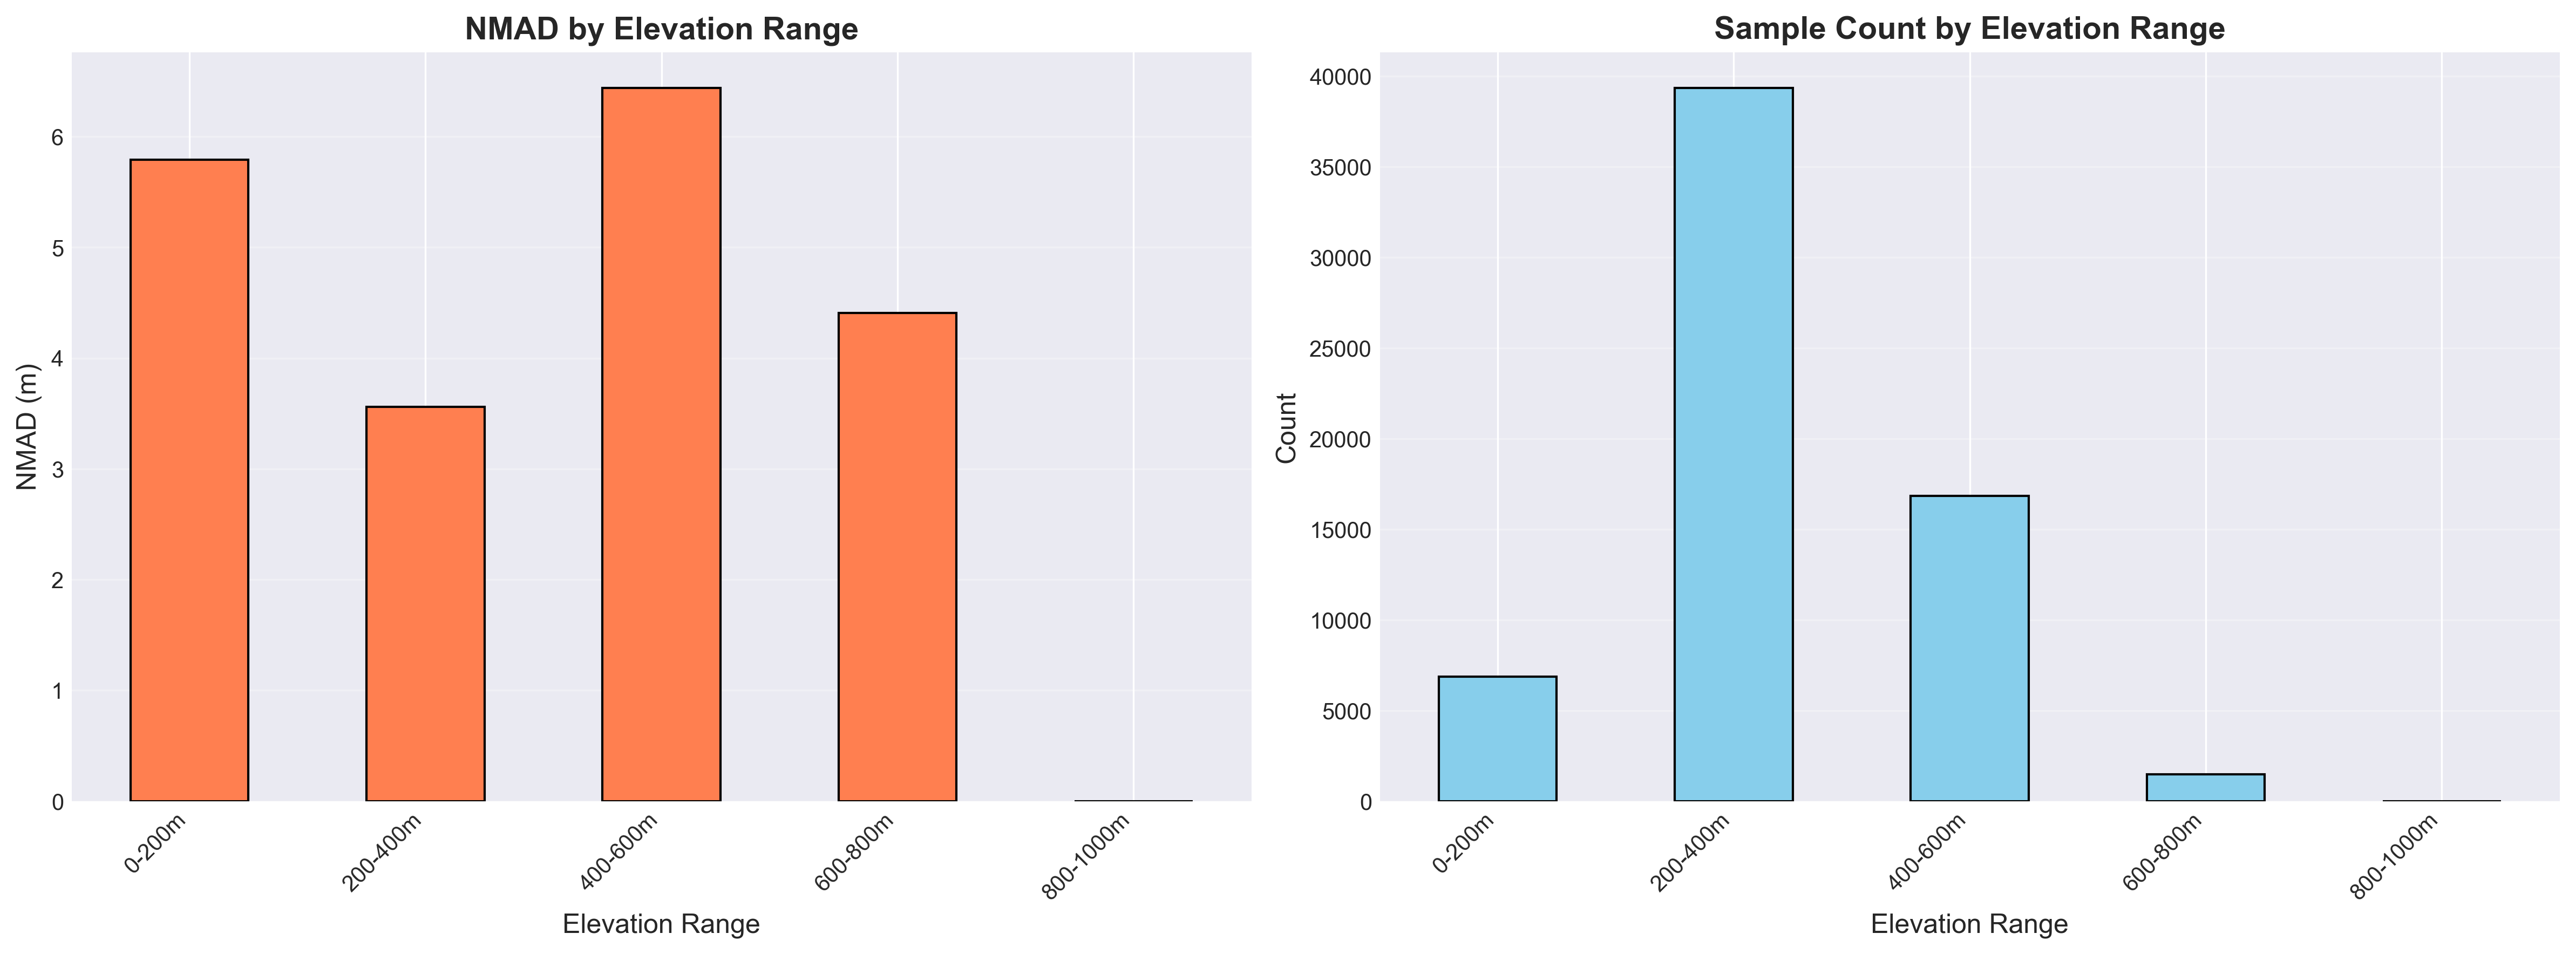 NMAD by Elevation Range
NMAD (m)
6
5
4
3
2
1
0
0-200m
200-400m
400-600m
600-800m
800-1000m
Elevation Range
Sample Count by Elevation Range
Count
40000
35000
30000
25000
20000
15000
10000
5000
0
0-200m
200-400m
400-600m
600-800m
800-1000m
Elevation Range